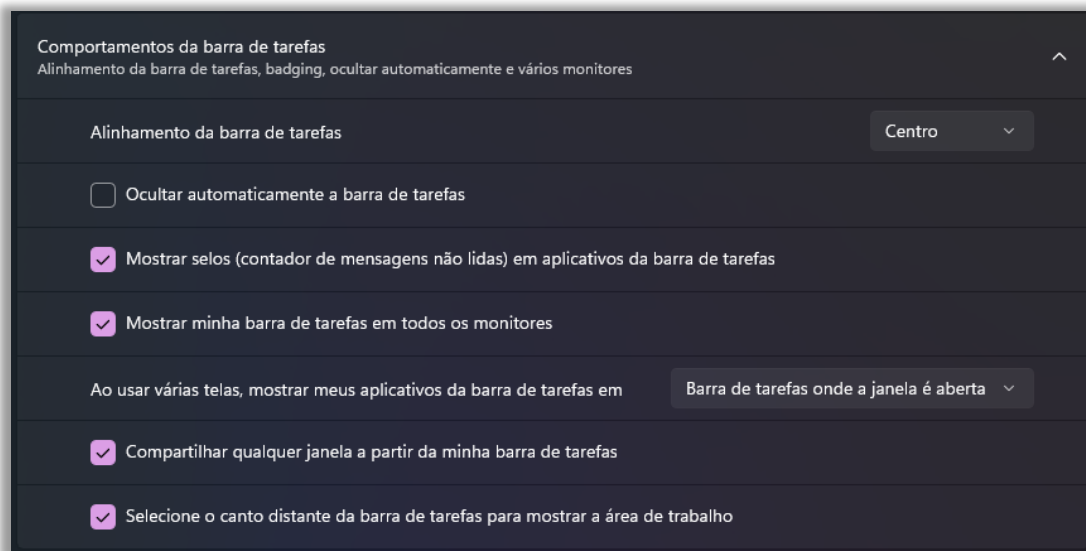 Comportamentos da barra de tarefas
Alinhamento da barra de tarefas, badging, ocultar automaticamente e vários monitores
Alinhamento da barra de tarefas
Centro
Ocultar automaticamente a barra de tarefas
Mostrar selos (contador de mensagens não lidas) em aplicativos da barra de tarefas
Mostrar minha barra de tarefas em todos os monitores
Ao usar várias telas, mostrar meus aplicativos da barra de tarefas em
Barra de tarefas onde a janela é aberta
Compartilhar qualquer janela a partir da minha barra de tarefas
Selecione o canto distante da barra de tarefas para mostrar a área de trabalho